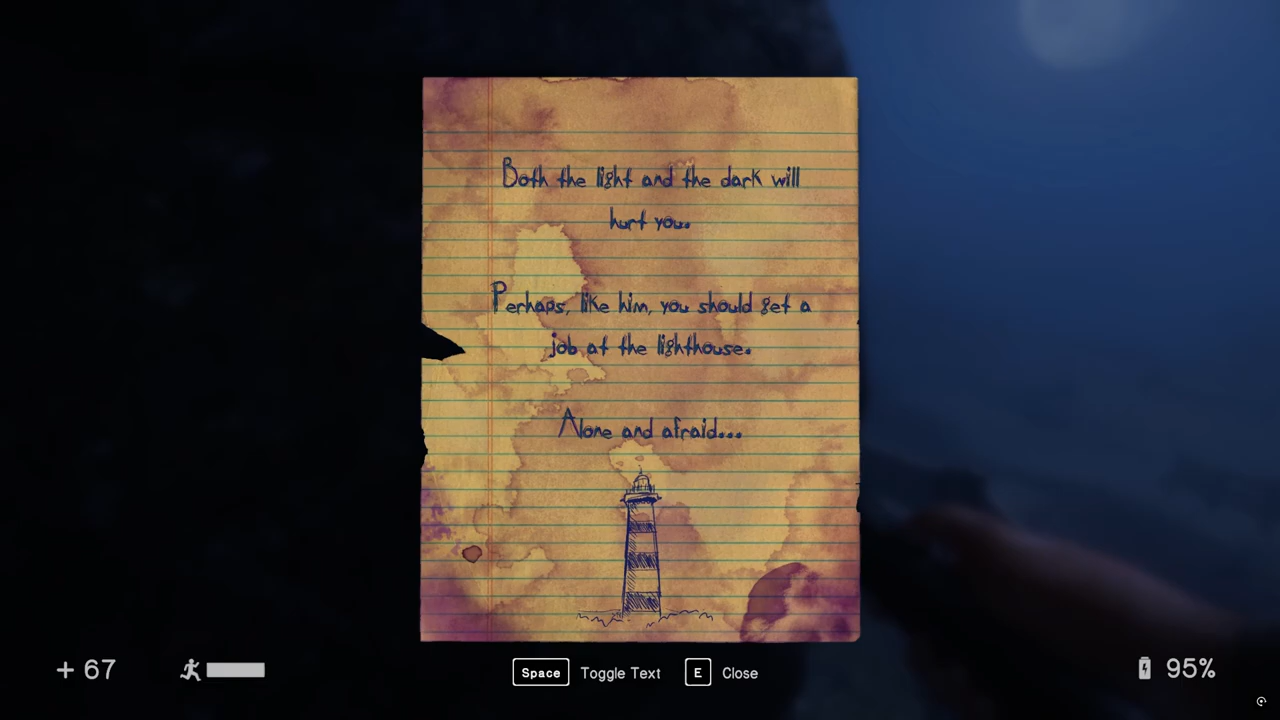 Both the light and the dark will
hurt you.
Perhaps, like him, you should get a
job at the lighthouse.
Alone and afraid...
+ 67
Space Toggle Text E Close
95%